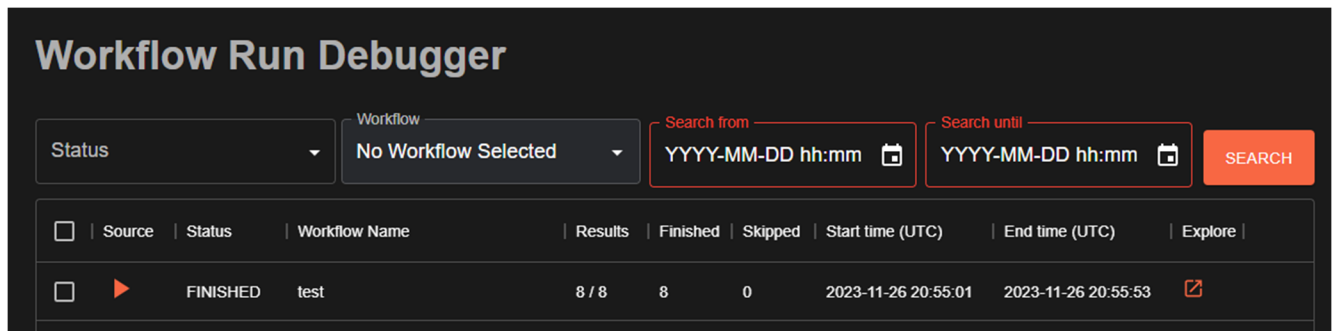 Workflow Run Debugger
Workflow
Search from
Search until
Status
No Workflow Selected
YYYY-MM-DD hh:mm
YYYY-MM-DD hh:mm
SEARCH
Source Status Workflow Name Results Finished Skipped Start time (UTC) End time (UTC) Explore
FINISHED test 8 / 8 8 0 2023-11-26 20:55:01 2023-11-26 20:55:53